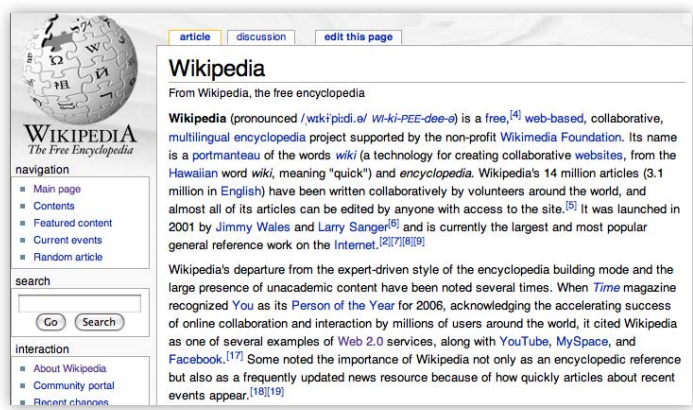 article discussion edit this page
Wikipedia
From Wikipedia, the free encyclopedia
Wikipedia (pronounced /ˌwɪkiˈpiːdi.ə/ WI-ki-PEE-dee-ə) is a free,[4] web-based, collaborative,
multilingual encyclopedia project supported by the non-profit Wikimedia Foundation. Its name
is a portmanteau of the words wiki (a technology for creating collaborative websites, from the
Hawaiian word wiki, meaning "quick") and encyclopedia. Wikipedia's 14 million articles (3.1
million in English) have been written collaboratively by volunteers around the world, and
almost all of its articles can be edited by anyone with access to the site.[5] It was launched in
2001 by Jimmy Wales and Larry Sanger[6] and is currently the largest and most popular
general reference work on the Internet.[2][7][8][9]
Wikipedia's departure from the expert-driven style of the encyclopedia building mode and the
large presence of unacademic content have been noted several times. When Time magazine
recognized You as its Person of the Year for 2006, acknowledging the accelerating success
of online collaboration and interaction by millions of users around the world, it cited Wikipedia
as one of several examples of Web 2.0 services, along with YouTube, MySpace, and
Facebook.[17] Some noted the importance of Wikipedia not only as an encyclopedic reference
but also as a frequently updated news resource because of how quickly articles about recent
events appear.[18][19]
WIKIPEDIA
The Free Encyclopedia
navigation
Main page
Contents
Featured content
Current events
Random article
search
Go Search
interaction
About Wikipedia
Community portal
Recent changes